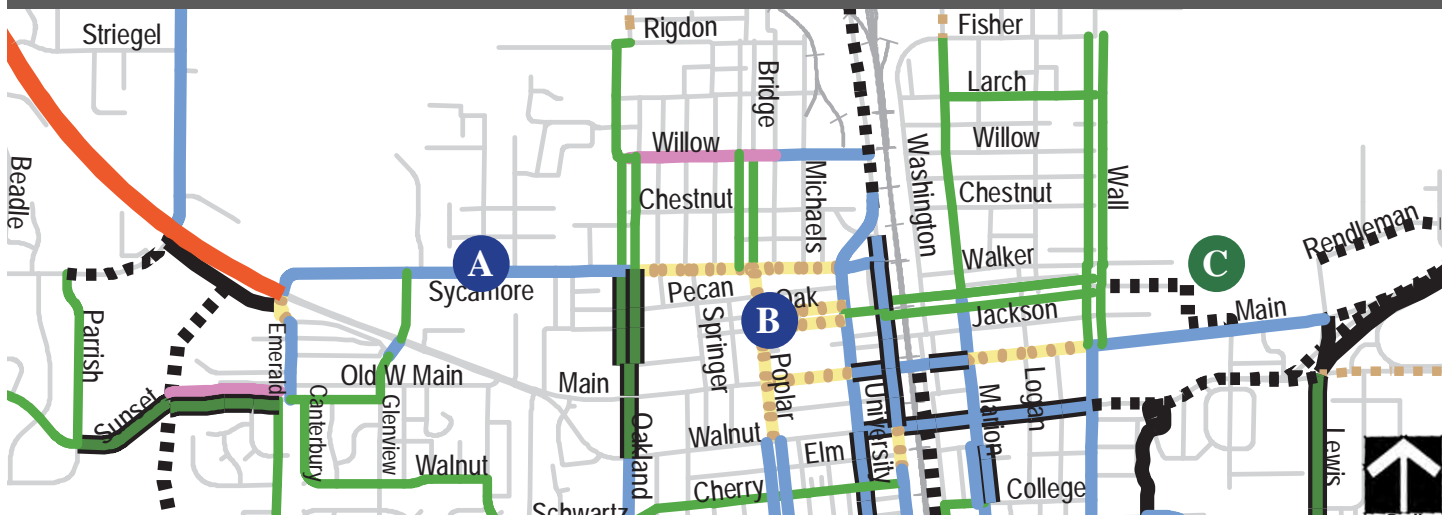 Striegel
Rigdon
Fisher
Bridge
Larch
Willow
Willow
Beadle
Michaels
Washington
Chestnut
Chestnut
Wall
Rendleman
Walker
A
C
Sycamore
Pecan
Oak
B
Jackson
Main
Parrish
Emerald
Springer
Old W Main
Main
Poplar
University
Marion
Logan
Sunset
Canterbury
Glenview
Oakland
Walnut
Walnut
Elm
Lewis
Cherry
College
Schwartz